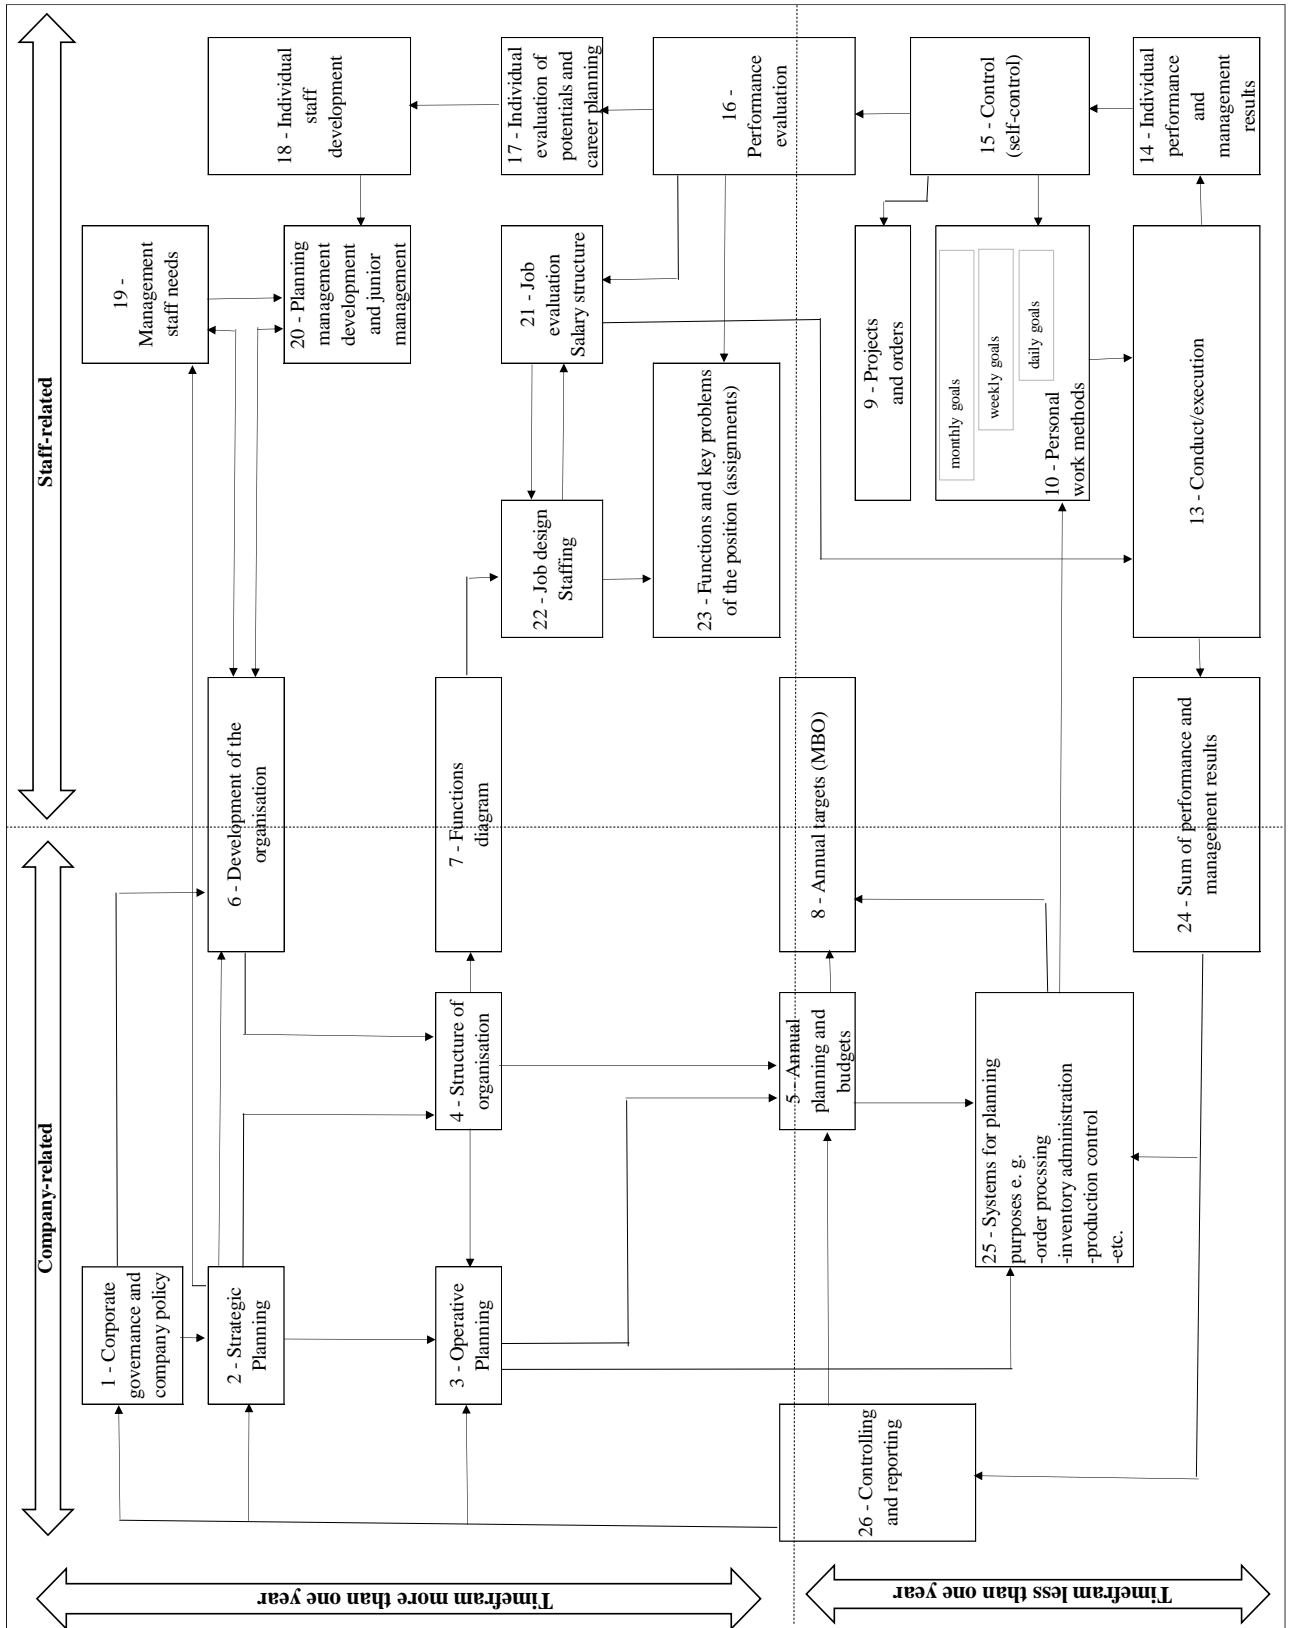 Company-related
Staff-related
Timefram more than one year
Timefram less than one year
1 - Corporate
governance and
company policy
2 - Strategic
Planning
3 - Operative
Planning
4 - Structure of
organisation
5 - Annual
planning and
budgets
6 - Development of the
organisation
7 - Functions
diagram
8 - Annual targets (MBO)
9 - Projects
and orders
monthly goals
weekly goals
daily goals
10 - Personal
work methods
13 - Conduct/execution
14 - Individual
performance
and
management
results
15 - Control
(self-control)
16 -
Performance
evaluation
17 - Individual
evaluation of
potentials and
career planning
18 - Individual
staff
development
19 -
Management
staff needs
20 - Planning
management
development
and junior
management
21 - Job
evaluation
Salary structure
22 - Job design
Staffing
23 - Functions and key problems
of the position (assignments)
24 - Sum of performance and
management results
25 - Systems for planning
purposes e. g.
-order procssing
-inventory administration
-production control
-etc.
26 - Controlling
and reporting